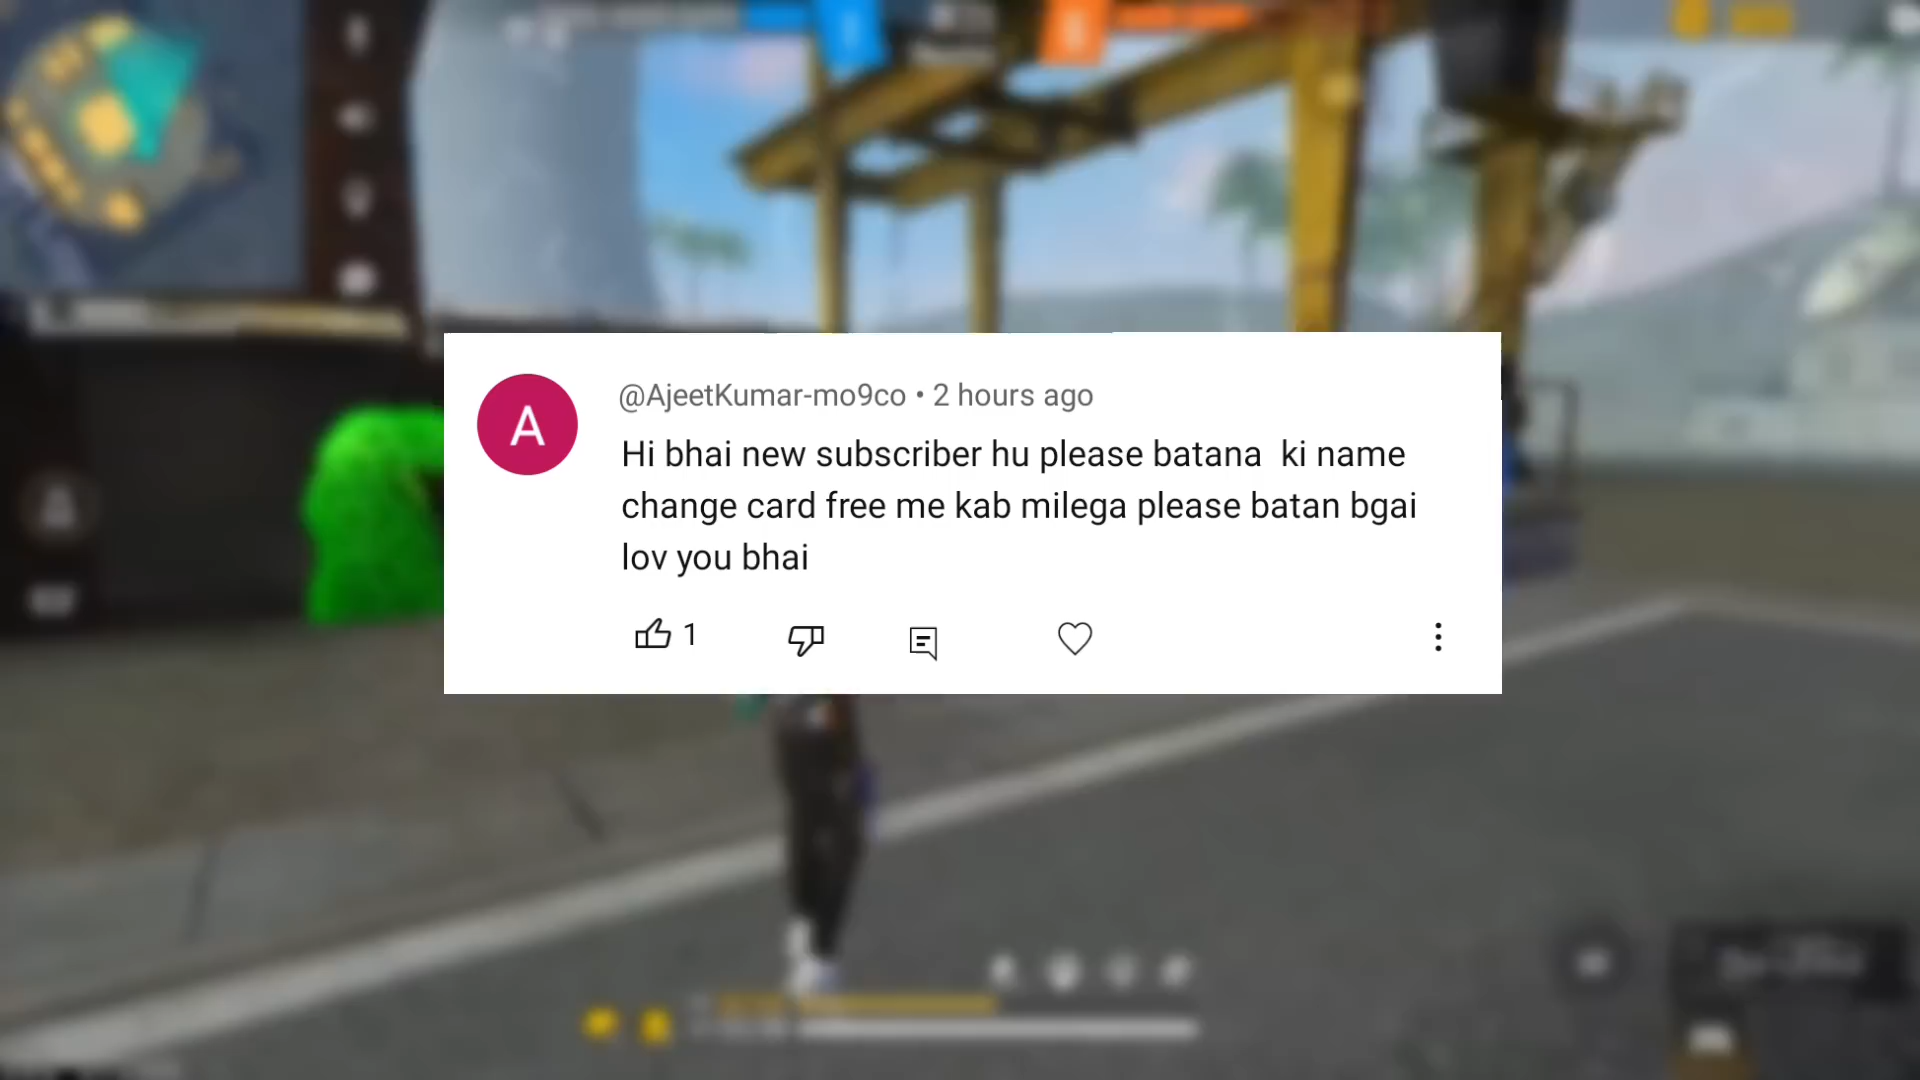 A
@AjeetKumar-mo9co • 2 hours ago
Hi bhai new subscriber hu please batana  ki name
change card free me kab milega please batan bgai
lov you bhai
1